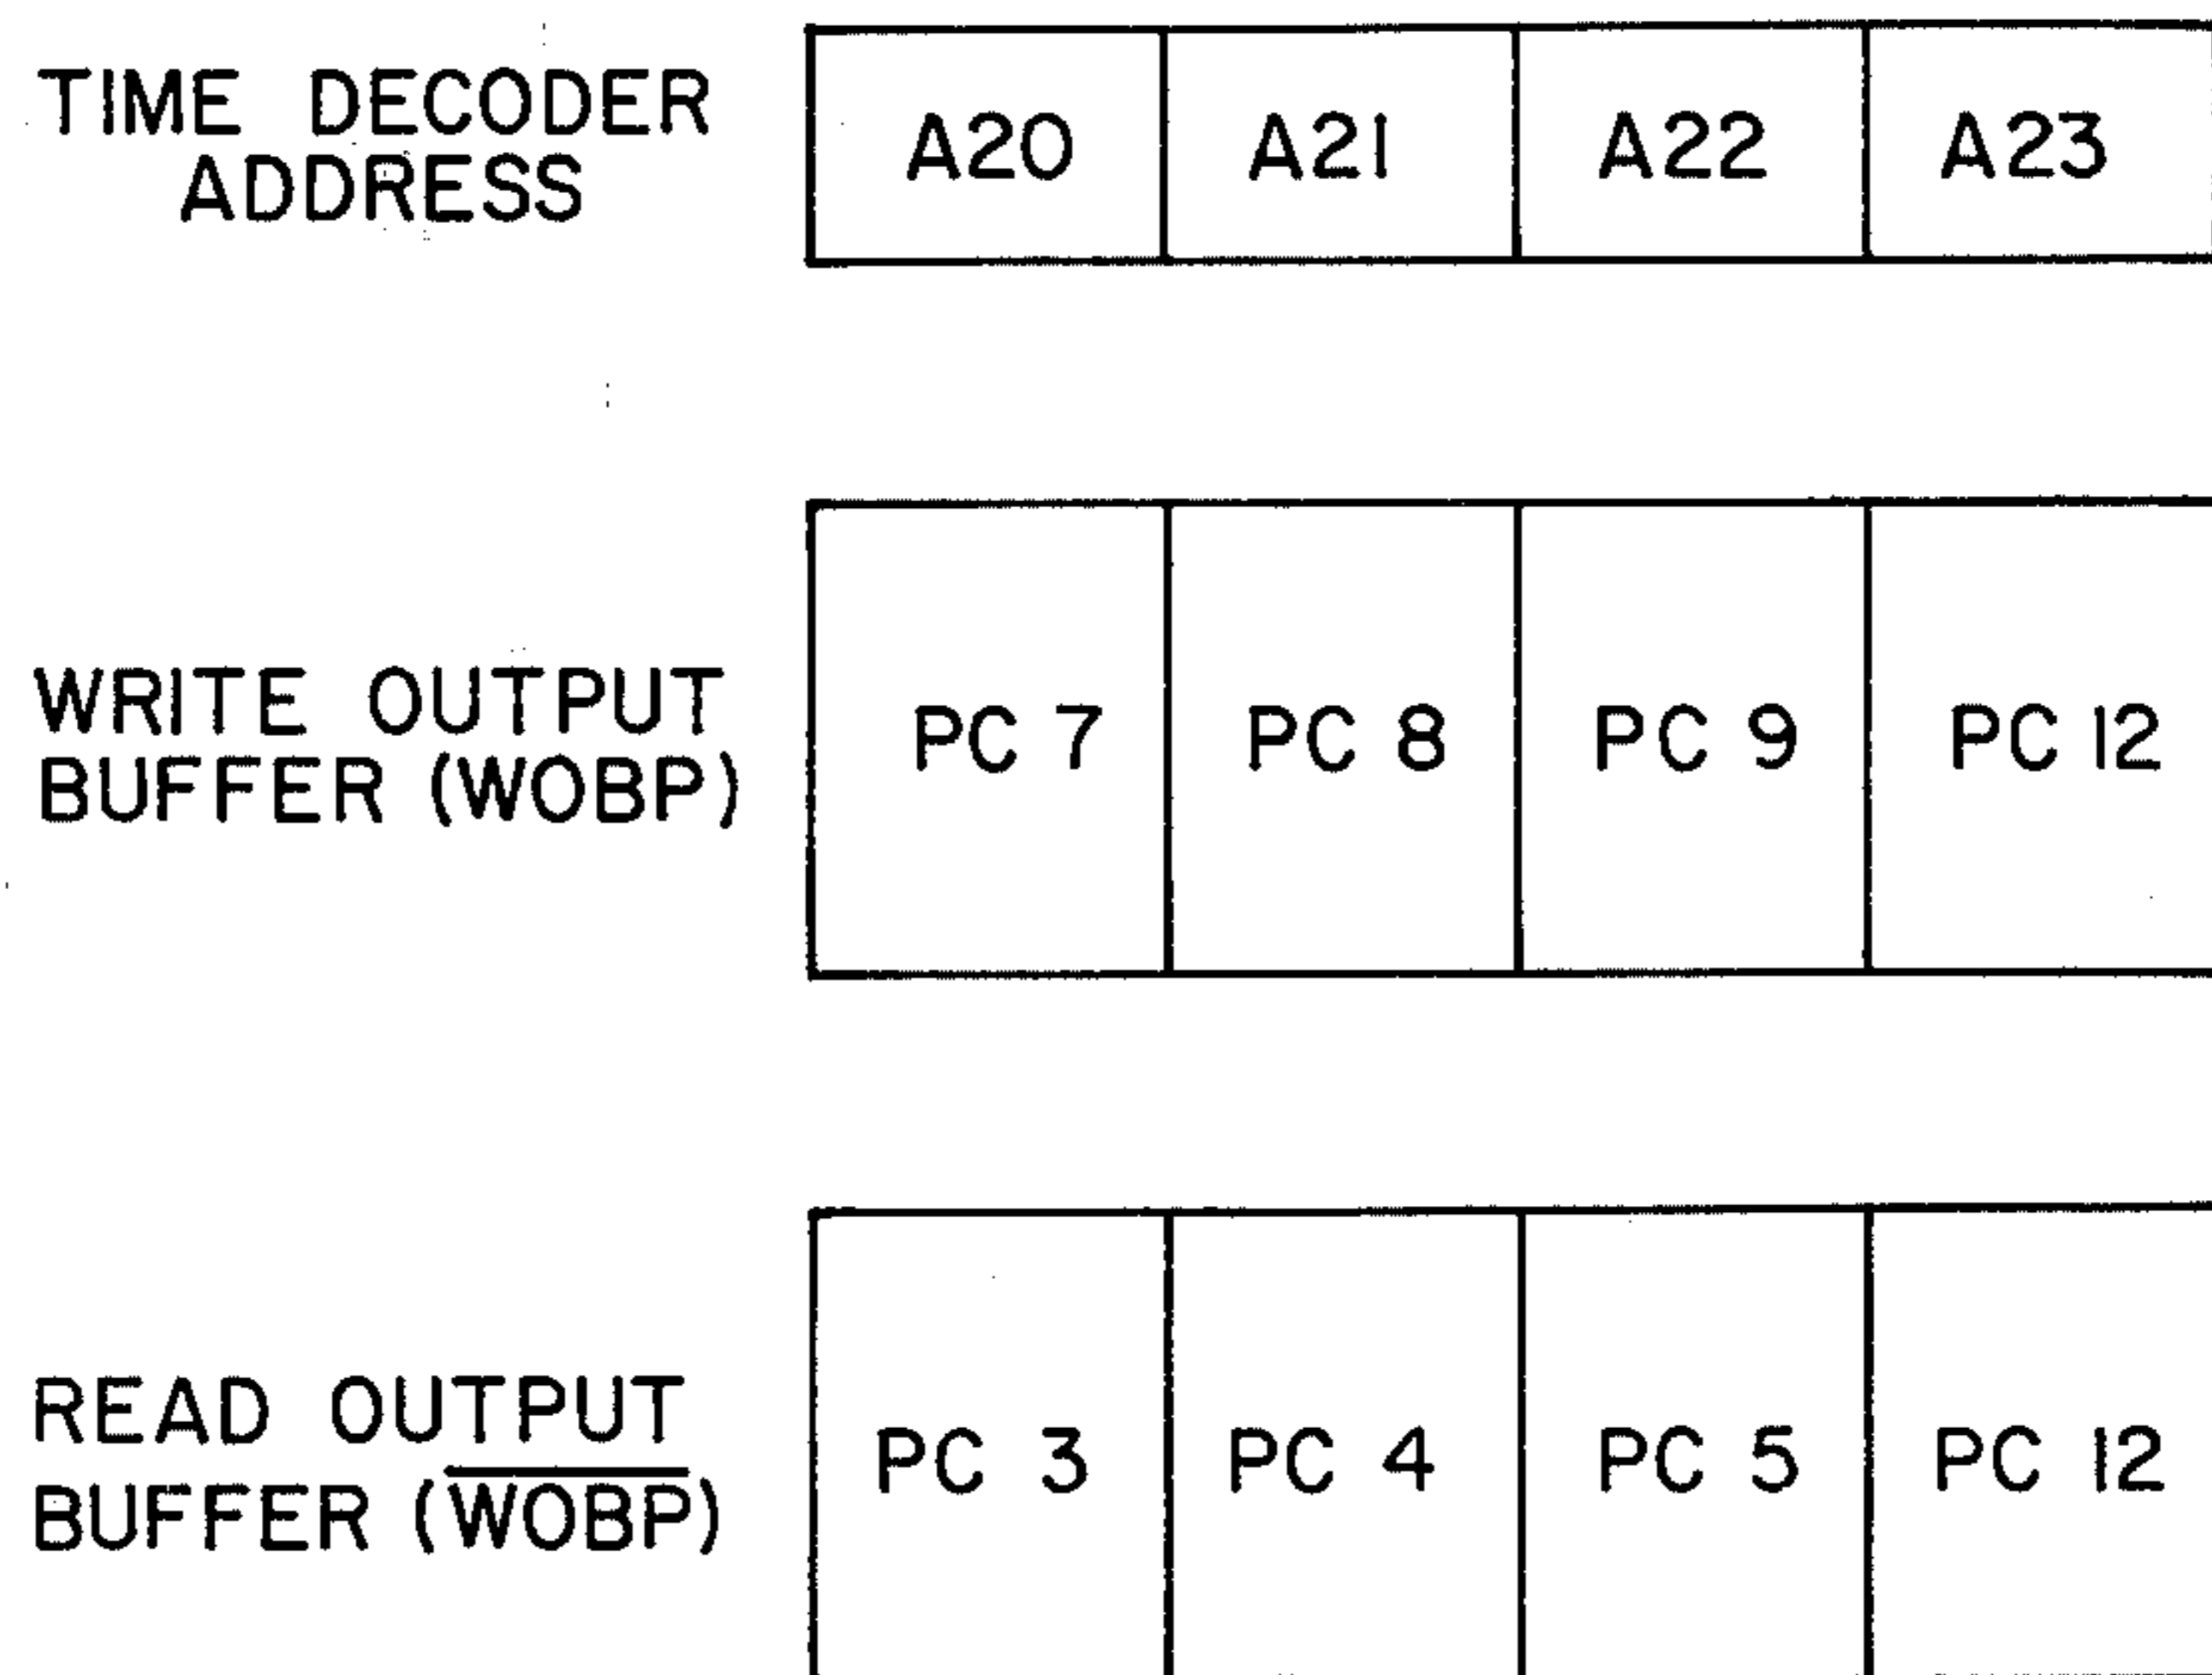 TIME DECODER
ADDRESS
A20 A21 A22 A23
WRITE OUTPUT
BUFFER (WOBP)
PC 7 PC 8 PC 9 PC 12
READ OUTPUT
BUFFER (W̅O̅B̅P̅)
PC 3 PC 4 PC 5 PC 12